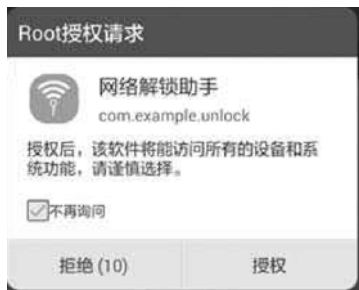 Root授权请求
网络解锁助手
com.example.unlock
授权后，该软件将能访问所有的设备和系
统功能，请谨慎选择。
不再询问
拒绝 (10) 授权